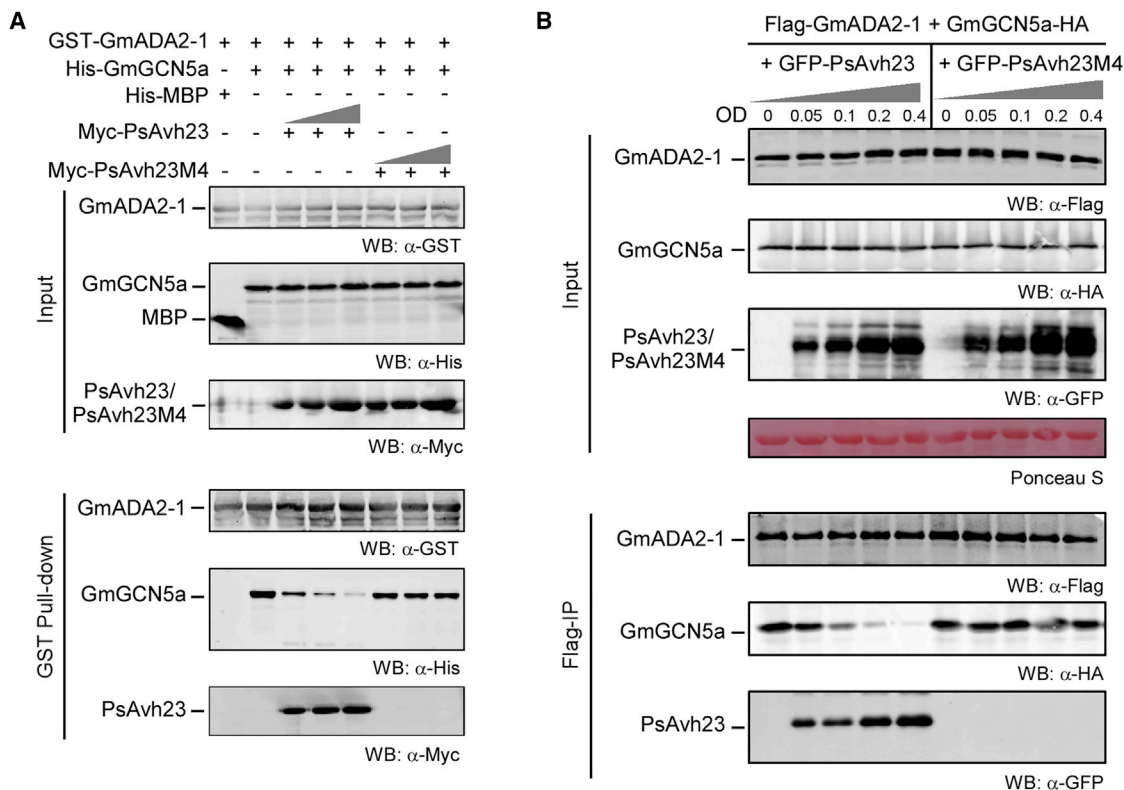 A
GST-GmADA2-1 + + + + + + + +
His-GmGCN5a - + + + + + + +
His-MBP + - - - - - - -
Myc-PsAvh23 - - + + + - - -
Myc-PsAvh23M4 - - - - - + + +
Input
GmADA2-1
WB: α-GST
GmGCN5a
MBP
WB: α-His
PsAvh23/
PsAvh23M4
WB: α-Myc
GST Pull-down
GmADA2-1
WB: α-GST
GmGCN5a
WB: α-His
PsAvh23
WB: α-Myc
B
Flag-GmADA2-1 + GmGCN5a-HA
+ GFP-PsAvh23 + GFP-PsAvh23M4
OD 0 0.05 0.1 0.2 0.4 0 0.05 0.1 0.2 0.4
Input
GmADA2-1
WB: α-Flag
GmGCN5a
WB: α-HA
PsAvh23/
PsAvh23M4
WB: α-GFP
Ponceau S
Flag-IP
GmADA2-1
WB: α-Flag
GmGCN5a
WB: α-HA
PsAvh23
WB: α-GFP